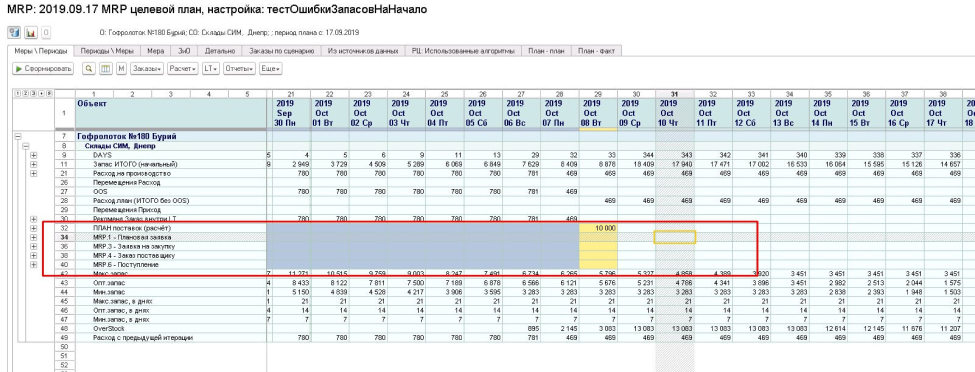 MRP: 2019.09.17 MRP целевой план, настройка: тестОшибкиЗапасовНаНачало
О: Гофролоток №180 Бурий; СО: Склады СИМ, Днепр; ; период плана с: 17.09.2019
Меры \ Периоды Периоды \ Меры Мера ЗиО Детально Заказы по сценарию Из источников данных РЦ: Использованные алгоритмы План - план План - Факт
Сформировать М Заказы Расчет LT Отчеты Еще
1 2 3 4 5 21 22 23 24 25 26 27 28 29 30 31 32 33 34 35 36 37 38
1 Объект 2019 2019 2019 2019 2019 2019 2019 2019 2019 2019 2019 2019 2019 2019 2019 2019 2019 2019 20
Sep Oct Oct Oct Oct Oct Oct Oct Oct Oct Oct Oct Oct Oct Oct Oct Oct Oct Oc
30 Пн 01 Вт 02 Ср 03 Чт 04 Пт 05 Сб 06 Вс 07 Пн 08 Вт 09 Ср 10 Чт 11 Пт 12 Сб 13 Вс 14 Пн 15 Вт 16 Ср 17 Чт 18
7 Гофролоток №180 Бурий
8 Склады СИМ, Днепр
9 DAYS 5 4 5 6 9 11 13 29 32 33 344 343 342 341 340 339 338 337 336
11 Запас ИТОГО (начальный) 9 2 949 3 729 4 509 5 289 6 069 6 849 7 629 8 409 8 878 18 409 17 940 17 471 17 002 16 533 16 064 15 595 15 126 14 657
21 Расход.на производство 780 780 780 780 780 781 469 469 469 469 469 469 469 469 469 469 469
26 Перемещения Расход
27 OOS 780 780 780 780 780 781 469
28 Расход.план (ИТОГО без OOS) 469 469 469 469 469 469 469 469 469 469
29 Перемещения Приход
30 Рекоменд Заказ внутри LT 780 780 780 780 780 780 781 469
32 ППАН поставок (расчёт) 10 000
34 MRP.1 - Плановая заявка
36 MRP.3 - Заявка на закупку
38 MRP.4 - Заказ поставщику
40 MRP.6 - Поступление
42 Макс.запас 7 11 271 10 515 9 759 9 003 8 247 7 491 6 734 6 265 5 796 5 327 4 858 4 389 3 920 3 451 3 451 3 451 3 451 3 451
43 Опт.запас 4 8 433 8 122 7 811 7 500 7 189 6 878 6 566 6 121 5 676 5 231 4 786 4 341 3 896 3 451 2 982 2 513 2 044 1 575
44 Мин.запас 1 5 150 4 839 4 528 4 217 3 906 3 595 3 283 3 283 3 283 3 283 3 283 3 283 3 283 3 283 2 838 2 393 1 948 1 503
45 Макс.запас, в днях 1 21 21 21 21 21 21 21 21 21 21 21 21 21 21 21 21 21 21
46 Опт.запас, в днях 4 14 14 14 14 14 14 14 14 14 14 14 14 14 14 14 14 14 14
47 Мин.запас, в днях 7 7 7 7 7 7 7 7 7 7 7 7 7 7 7 7 7 7 7
48 OverStock 895 2 145 3 083 13 083 13 083 13 083 13 083 13 083 12 614 12 145 11 676 11 207
49 Расход с предыдущей итерации 780 780 780 780 780 780 781 469 469 469 469 469 469 469 469 469 469 469
50
51
52